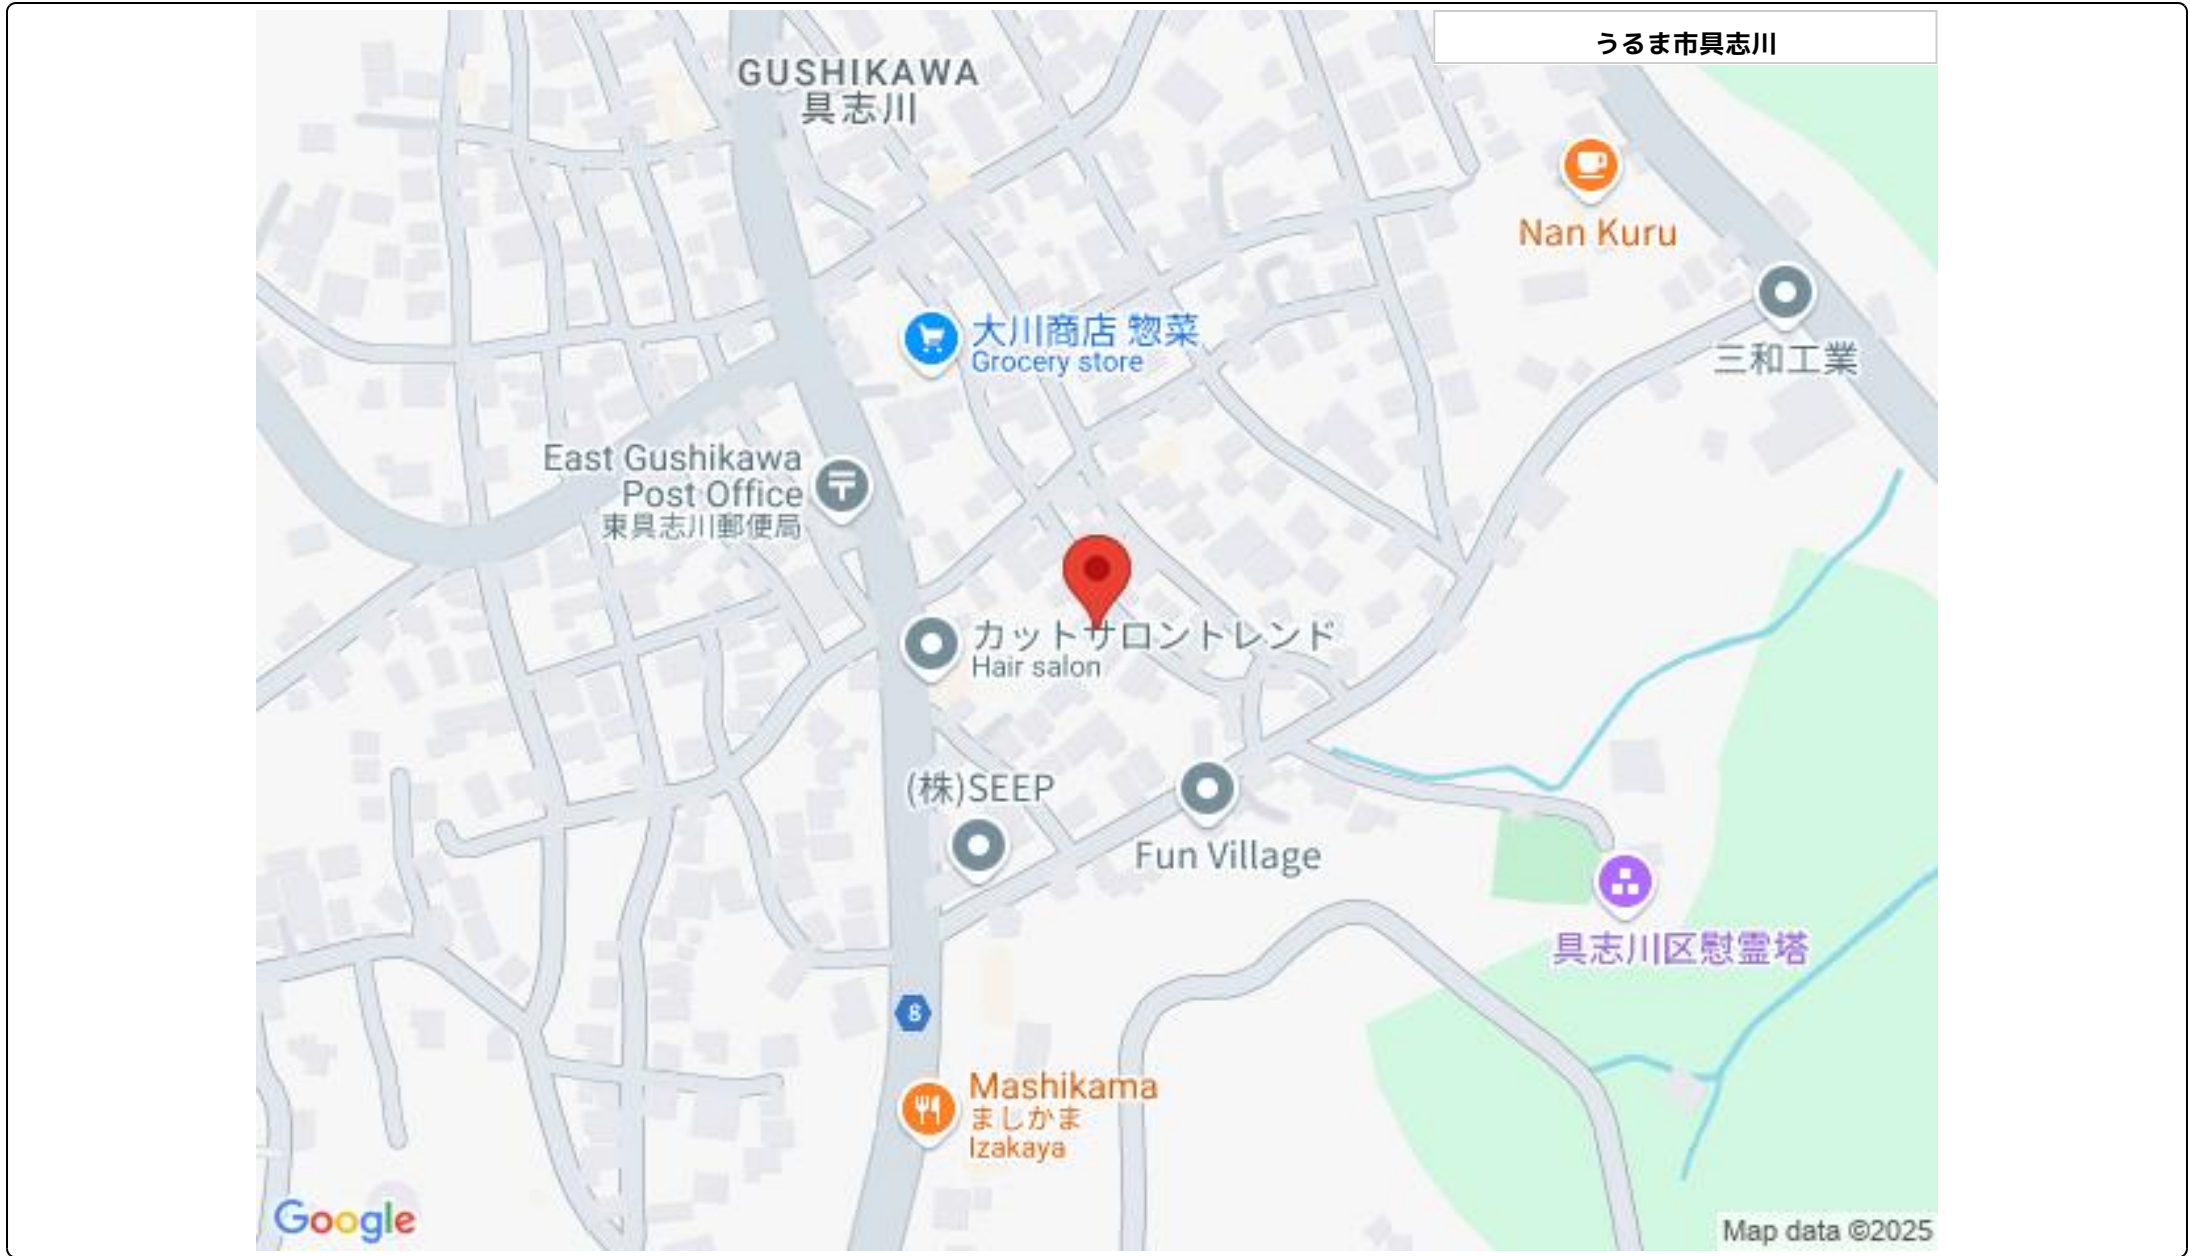 うるま市具志川
GUSHIKAWA
具志川
Nan Kuru
大川商店 惣菜
Grocery store
三和工業
East Gushikawa
Post Office
東具志川郵便局
カットサロントレンド
Hair salon
(株)SEEP
Fun Village
具志川区慰霊塔
8
Mashikama
ましかま
Izakaya
Google
Map data ©2025